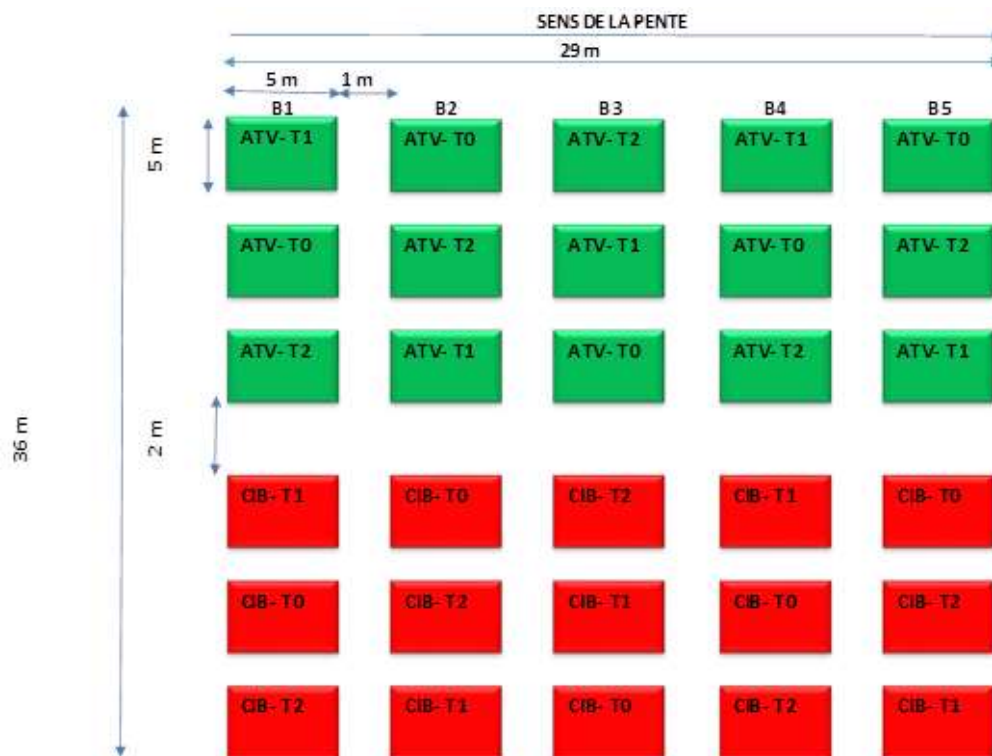 SENS DE LA PENTE
29 m
5 m
1 m
B1 B2 B3 B4 B5
5 m
ATV- T1 ATV- T0 ATV- T2 ATV- T1 ATV- T0
ATV- T0 ATV- T2 ATV- T1 ATV- T0 ATV- T2
ATV- T2 ATV- T1 ATV- T0 ATV- T2 ATV- T1
36 m
2 m
CIB- T1 CIB- T0 CIB- T2 CIB- T1 CIB- T0
CIB- T0 CIB- T2 CIB- T1 CIB- T0 CIB- T2
CIB- T2 CIB- T1 CIB- T0 CIB- T2 CIB- T1